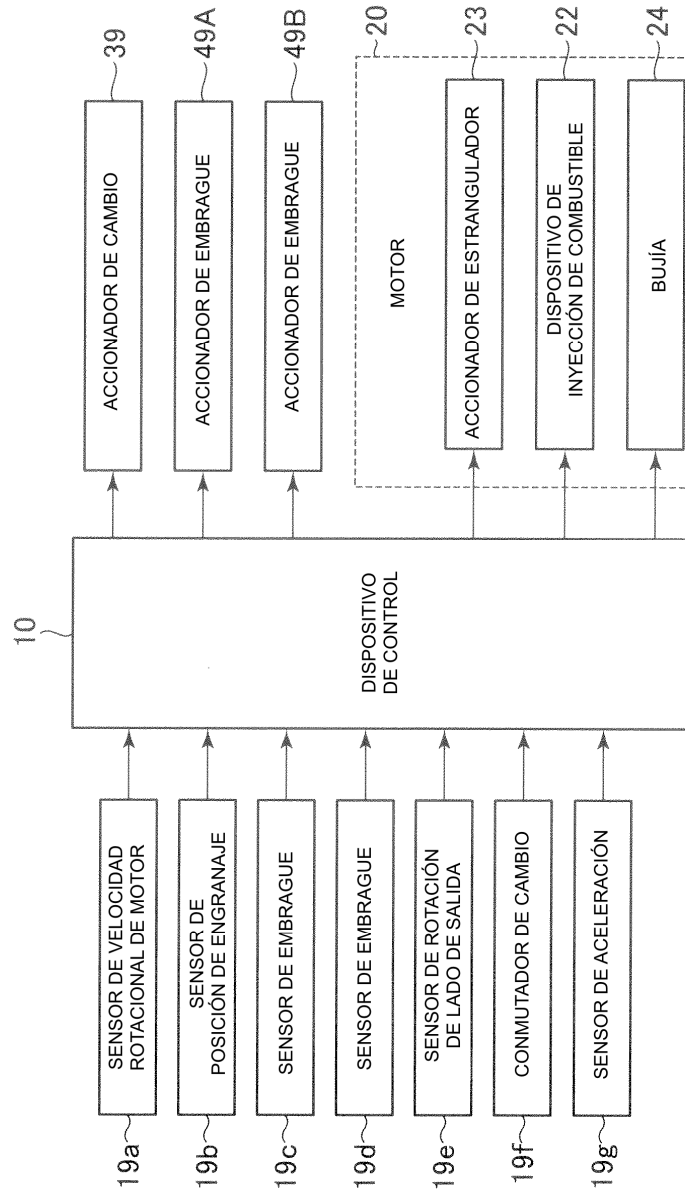 10
19a
SENSOR DE VELOCIDAD
ROTACIONAL DE MOTOR
19b
SENSOR DE
POSICIÓN DE ENGRANAJE
19c
SENSOR DE EMBRAGUE
19d
SENSOR DE EMBRAGUE
19e
SENSOR DE ROTACIÓN
DE LADO DE SALIDA
19f
CONMUTADOR DE CAMBIO
19g
SENSOR DE ACELERACIÓN
DISPOSITIVO
DE CONTROL
ACCIONADOR DE CAMBIO
39
ACCIONADOR DE EMBRAGUE
49A
ACCIONADOR DE EMBRAGUE
49B
MOTOR
20
ACCIONADOR DE ESTRANGULADOR
23
DISPOSITIVO DE
INYECCIÓN DE COMBUSTIBLE
22
BUJÍA
24